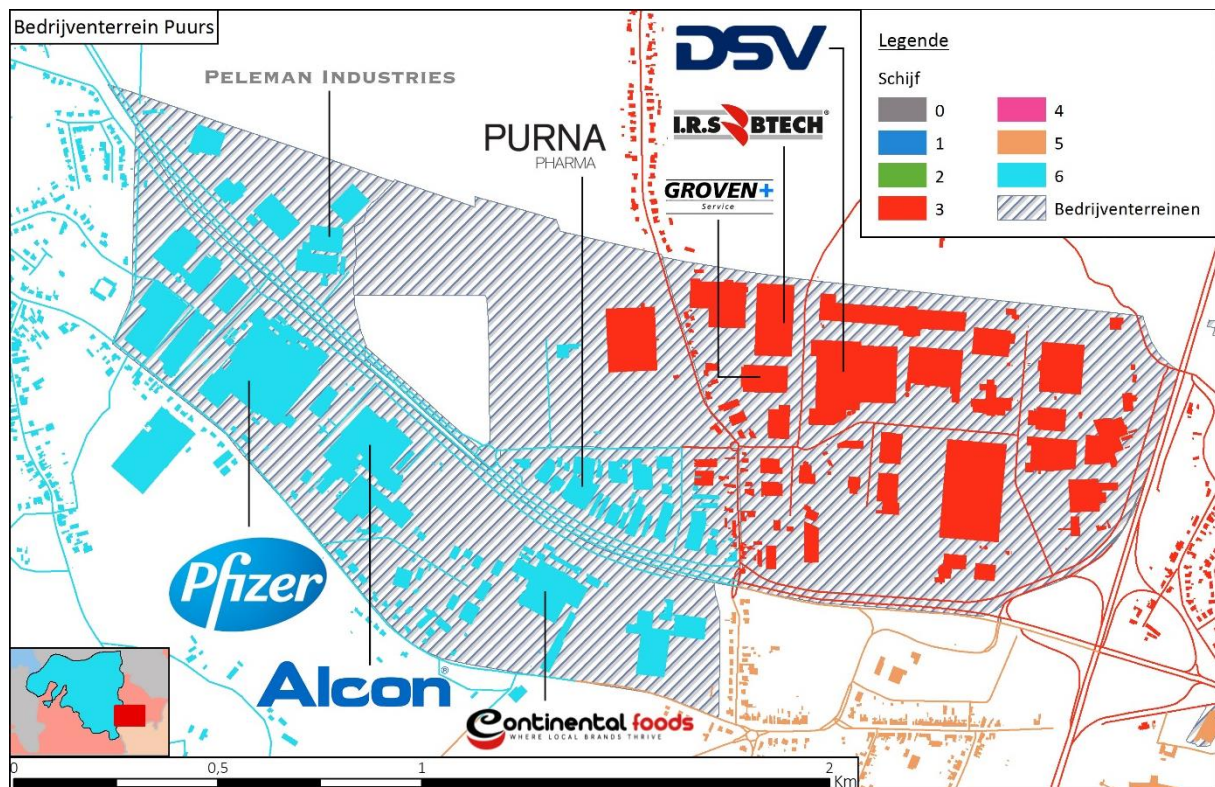 Bedrijventerrein Puurs
PELEMAN INDUSTRIES
PURNA
PHARMA
DSV
I.R.S BTECH®
GROVEN+
Service
Legende
Schijf
0
4
1
5
2
6
3
Bedrijventerreinen
Pfizer
Alcon®
continental foods
WHERE LOCAL BRANDS THRIVE
0 0,5 1 2
Km